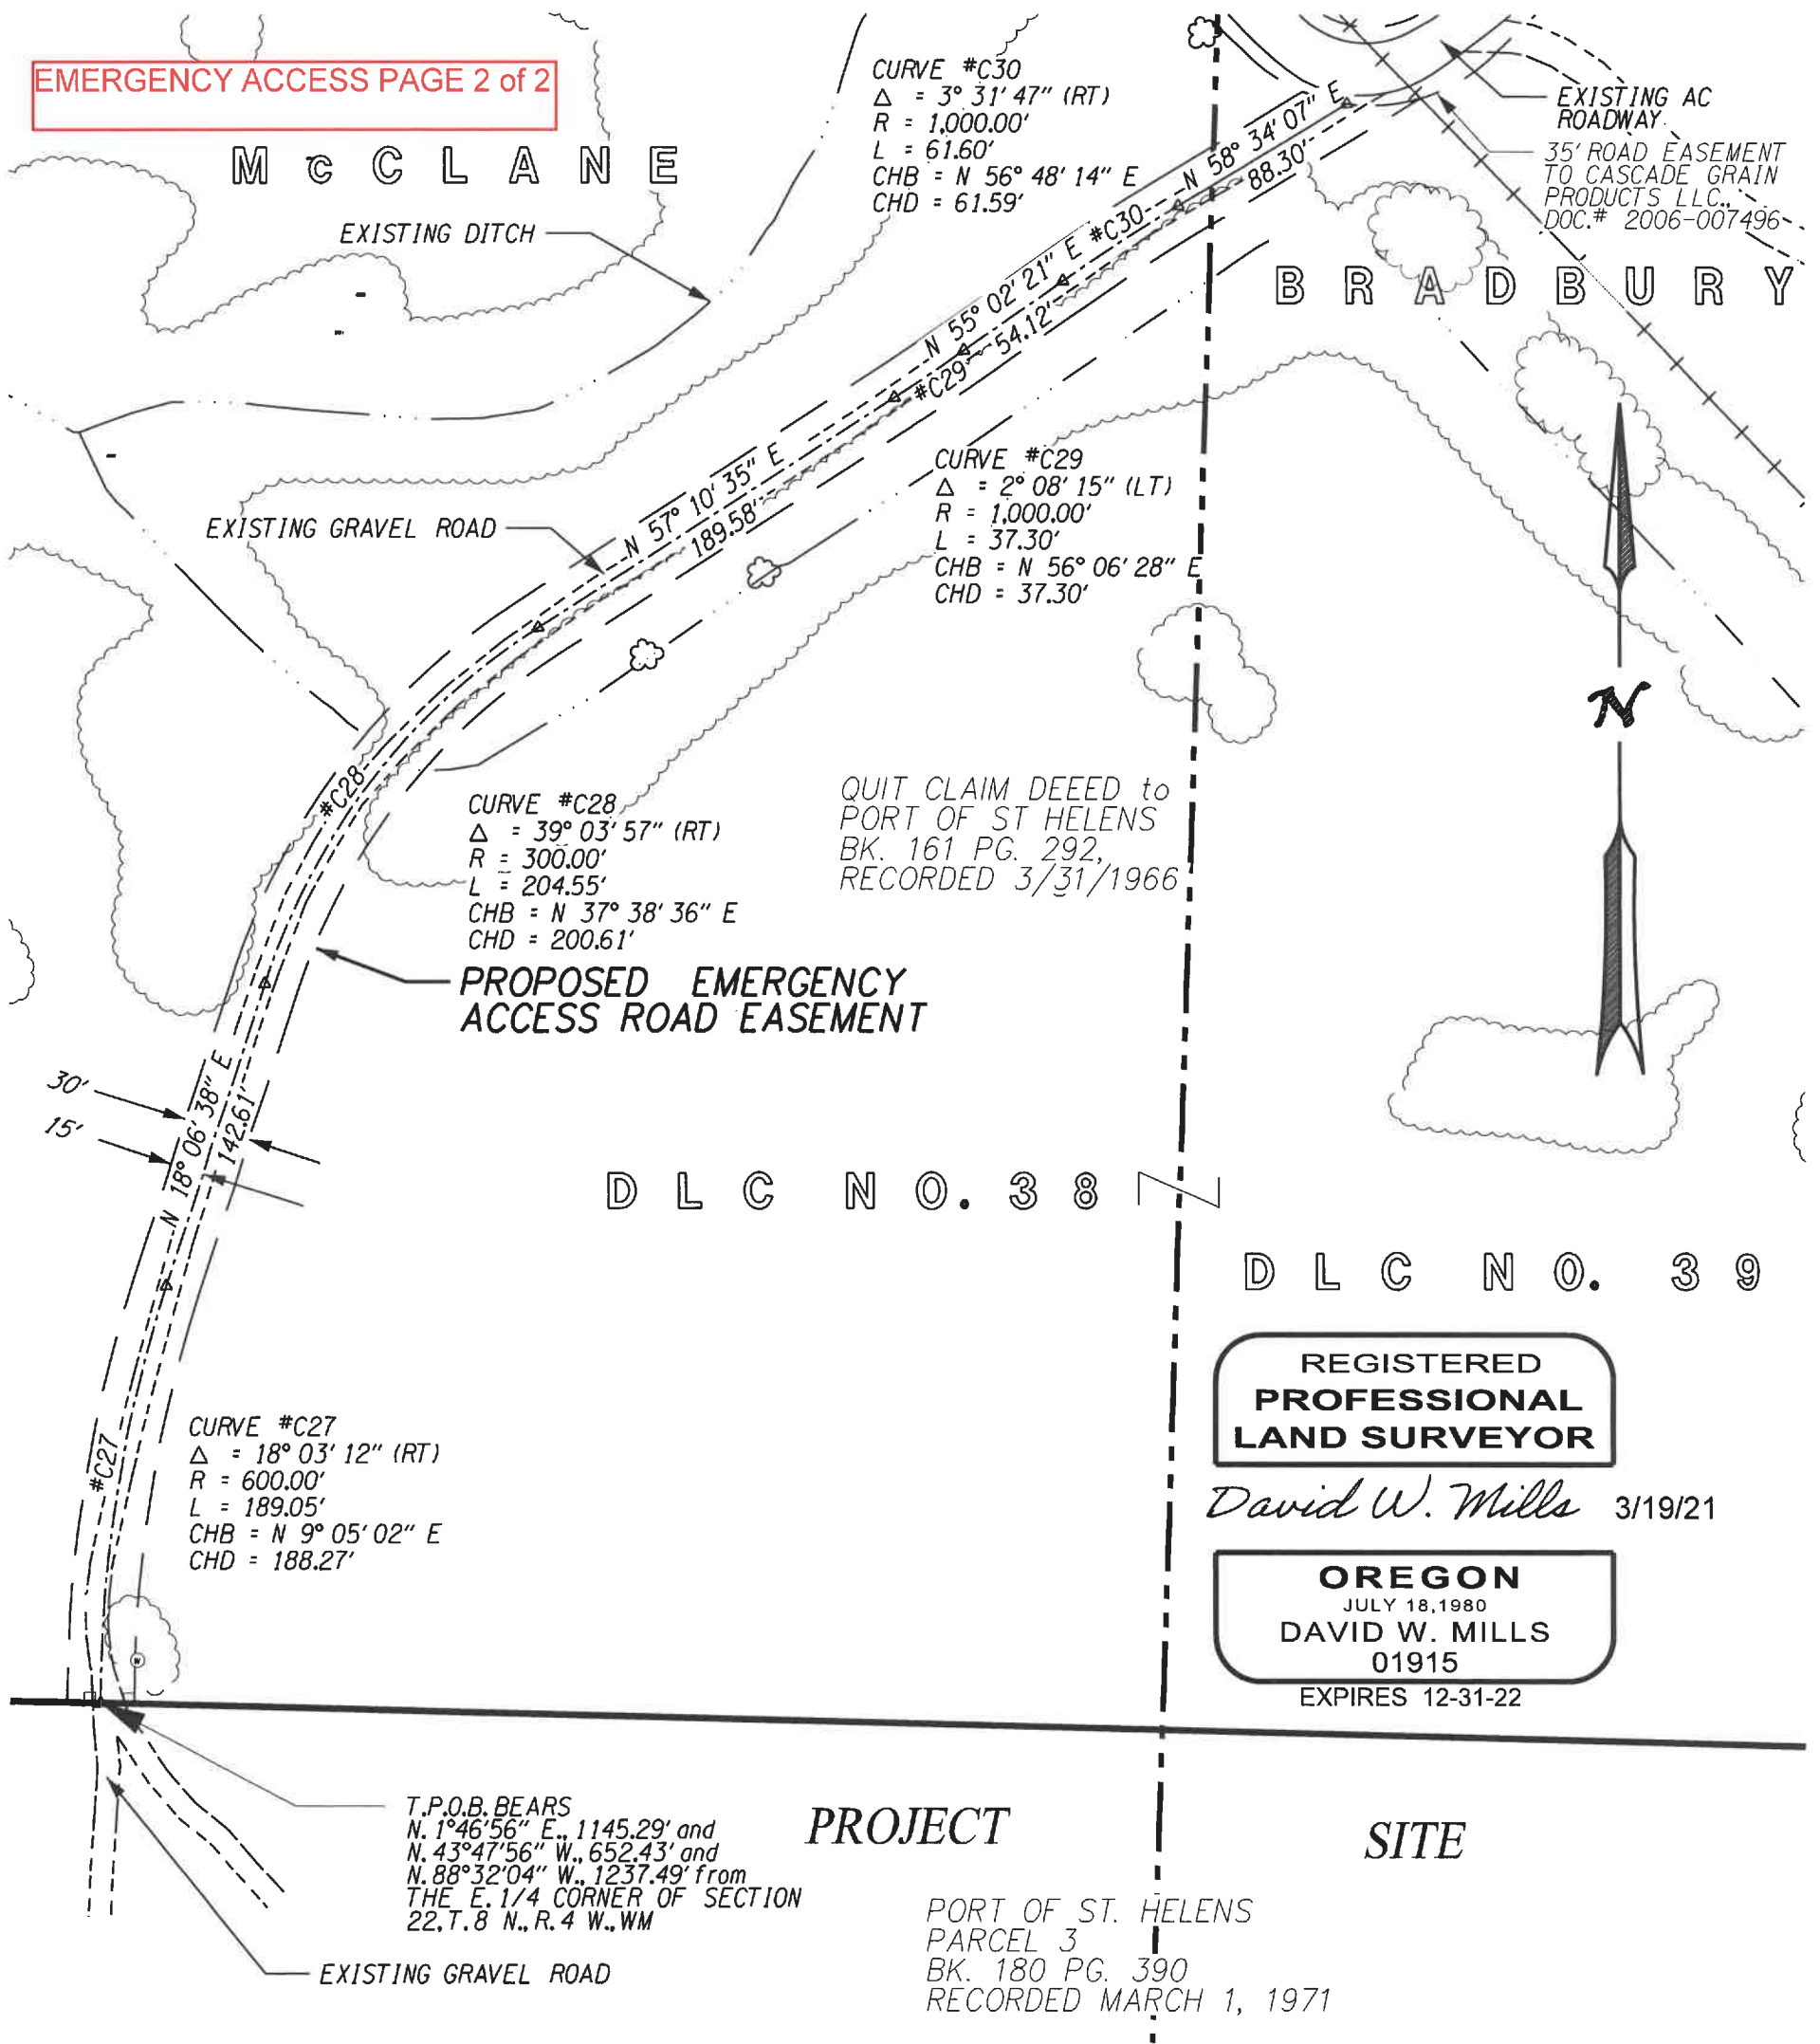 EMERGENCY ACCESS PAGE 2 of 2
McCLANE
EXISTING DITCH
CURVE #C30
Δ = 3° 31' 47" (RT)
R = 1,000.00'
L = 61.60'
CHB = N 56° 48' 14" E
CHD = 61.59'
EXISTING AC
ROADWAY
35' ROAD EASEMENT
TO CASCADE GRAIN
PRODUCTS LLC.,
DOC.# 2006-007496
N 58° 34' 07" E
88.30'
#C30
BRADBURY
N 55° 02' 21" E
54.12'
#C29
CURVE #C29
Δ = 2° 08' 15" (LT)
R = 1,000.00'
L = 37.30'
CHB = N 56° 06' 28" E
CHD = 37.30'
N 57° 10' 35" E
189.58'
EXISTING GRAVEL ROAD
N
#C28
CURVE #C28
Δ = 39° 03' 57" (RT)
R = 300.00'
L = 204.55'
CHB = N 37° 38' 36" E
CHD = 200.61'
QUIT CLAIM DEEED to
PORT OF ST HELENS
BK. 161 PG. 292,
RECORDED 3/31/1966
PROPOSED EMERGENCY
ACCESS ROAD EASEMENT
30'
15'
N 18° 06' 38" E
142.61'
DLC NO. 38
DLC NO. 39
REGISTERED
PROFESSIONAL
LAND SURVEYOR
David W. Mills 3/19/21
OREGON
JULY 18,1980
DAVID W. MILLS
01915
EXPIRES 12-31-22
#C27
CURVE #C27
Δ = 18° 03' 12" (RT)
R = 600.00'
L = 189.05'
CHB = N 9° 05' 02" E
CHD = 188.27'
W
T.P.O.B. BEARS
N. 1°46'56" E., 1145.29' and
N. 43°47'56" W., 652.43' and
N. 88°32'04" W., 1237.49' from
THE E. 1/4 CORNER OF SECTION
22, T. 8 N., R. 4 W., WM
EXISTING GRAVEL ROAD
PROJECT SITE
PORT OF ST. HELENS
PARCEL 3
BK. 180 PG. 390
RECORDED MARCH 1, 1971